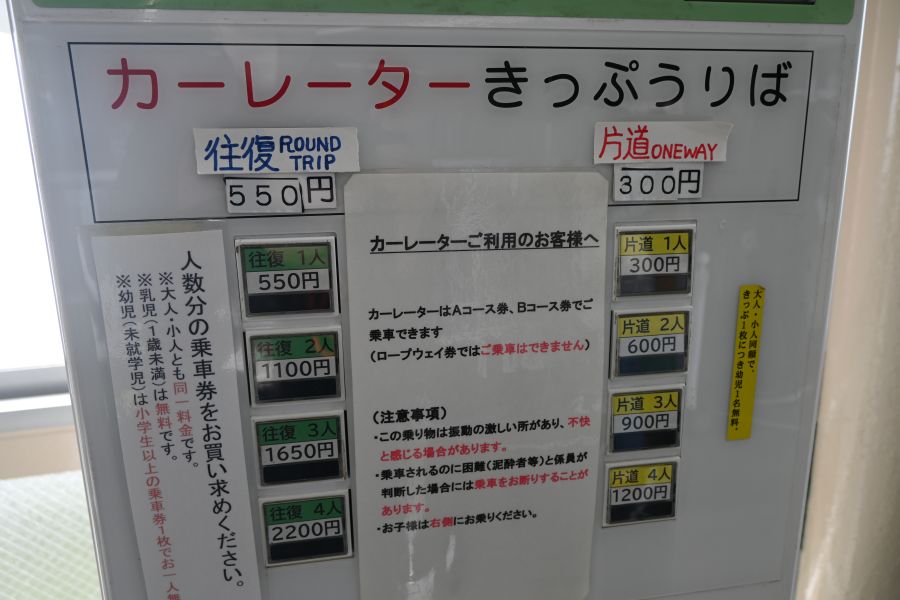 カーレーターきっぷうりば
往復 ROUND TRIP
550円
片道 ONEWAY
300円
人数分の乗車券をお買い求めください。
※大人・小人とも同一料金です。
※乳児(1歳未満)は無料です。
※幼児(未就学児)は小学生以上の乗車券1枚でお一人無
往復 1人
550円
往復 2人
1100円
往復 3人
1650円
往復 4人
2200円
カーレーターご利用のお客様へ
カーレーターはAコース券、Bコース券でご
乗車できます
(ロープウェイ券ではご乗車はできません)
(注意事項)
・この乗り物は振動の激しい所があり、不快
と感じる場合があります。
・乗車されるのに困難(泥酔者等)と係員が
判断した場合には乗車をお断りすることが
あります。
・お子様は右側にお乗りください。
片道 1人
300円
片道 2人
600円
片道 3人
900円
片道 4人
1200円
大人・小人同額で、
きっぷ1枚につき幼児1名無料。